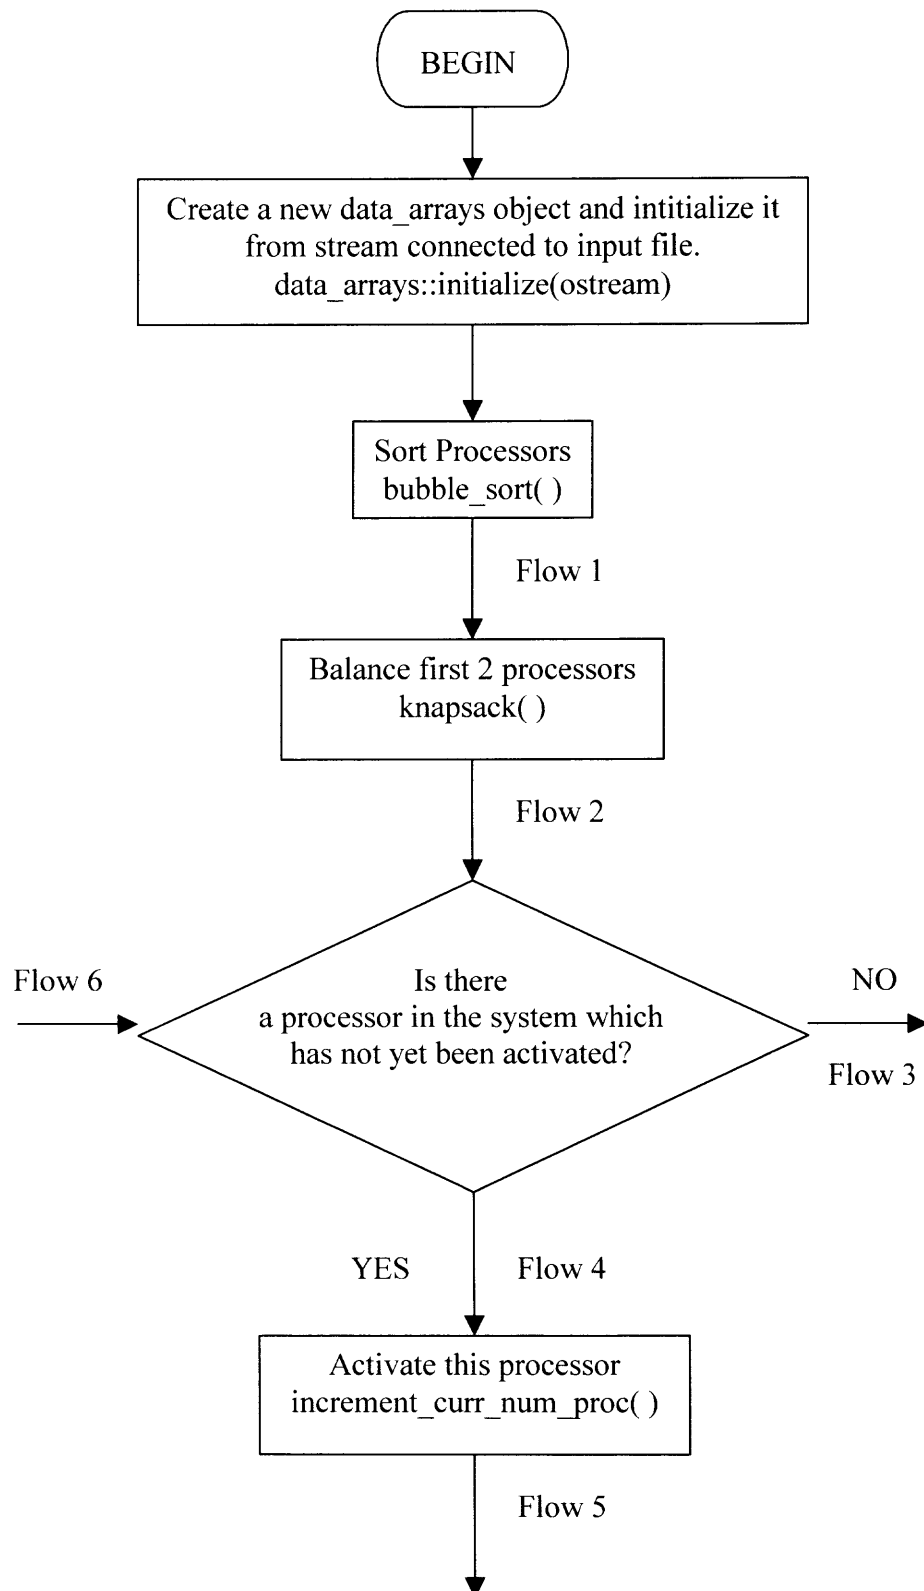 BEGIN
Create a new data_arrays object and intitialize it
from stream connected to input file.
data_arrays::initialize(ostream)
Sort Processors
bubble_sort( )
Flow 1
Balance first 2 processors
knapsack( )
Flow 2
Flow 6
Is there
a processor in the system which
has not yet been activated?
NO
Flow 3
YES
Flow 4
Activate this processor
increment_curr_num_proc( )
Flow 5